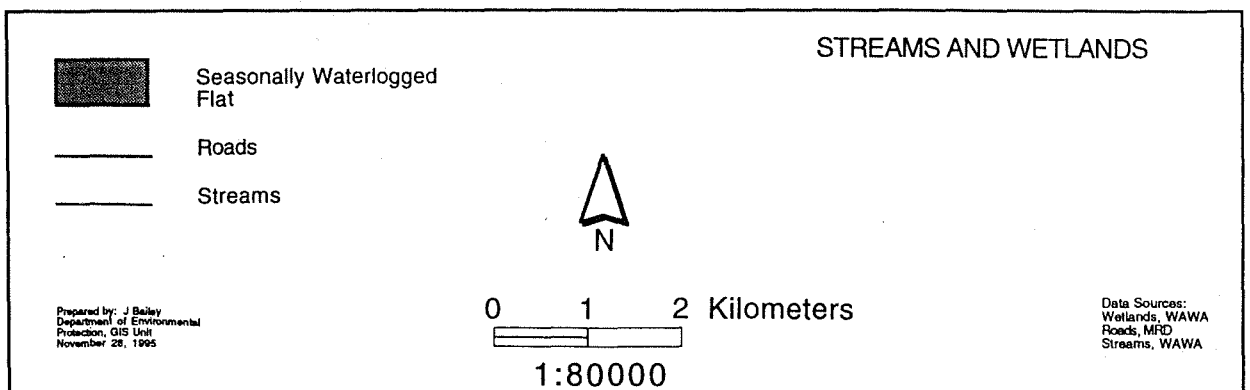 STREAMS AND WETLANDS
Seasonally Waterlogged
Flat
Roads
Streams
N
Prepared by: J Bailey
Department of Environmental
Protection, GIS Unit
November 28, 1995
0 1 2 Kilometers
1:80000
Data Sources:
Wetlands, WAWA
Roads, MRD
Streams, WAWA